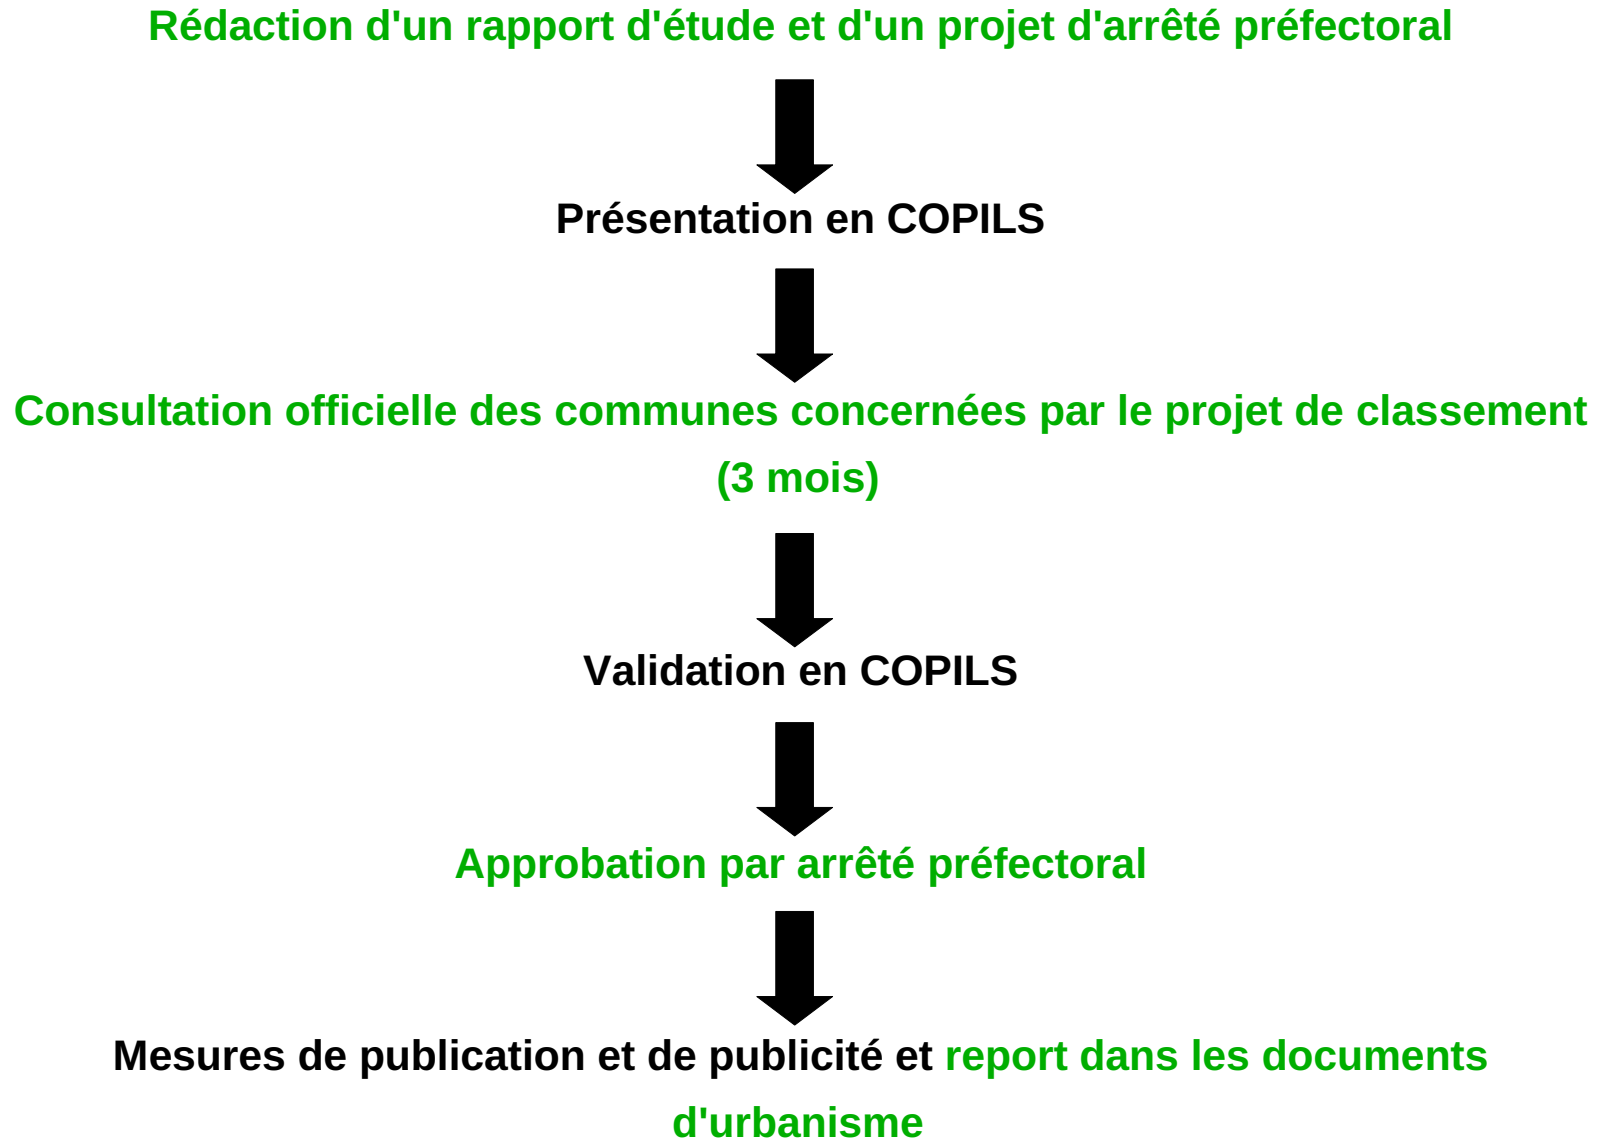 Rédaction d'un rapport d'étude et d'un projet d'arrêté préfectoral
Présentation en COPILS
Consultation officielle des communes concernées par le projet de classement
(3 mois)
Validation en COPILS
Approbation par arrêté préfectoral
Mesures de publication et de publicité et report dans les documents
d'urbanisme